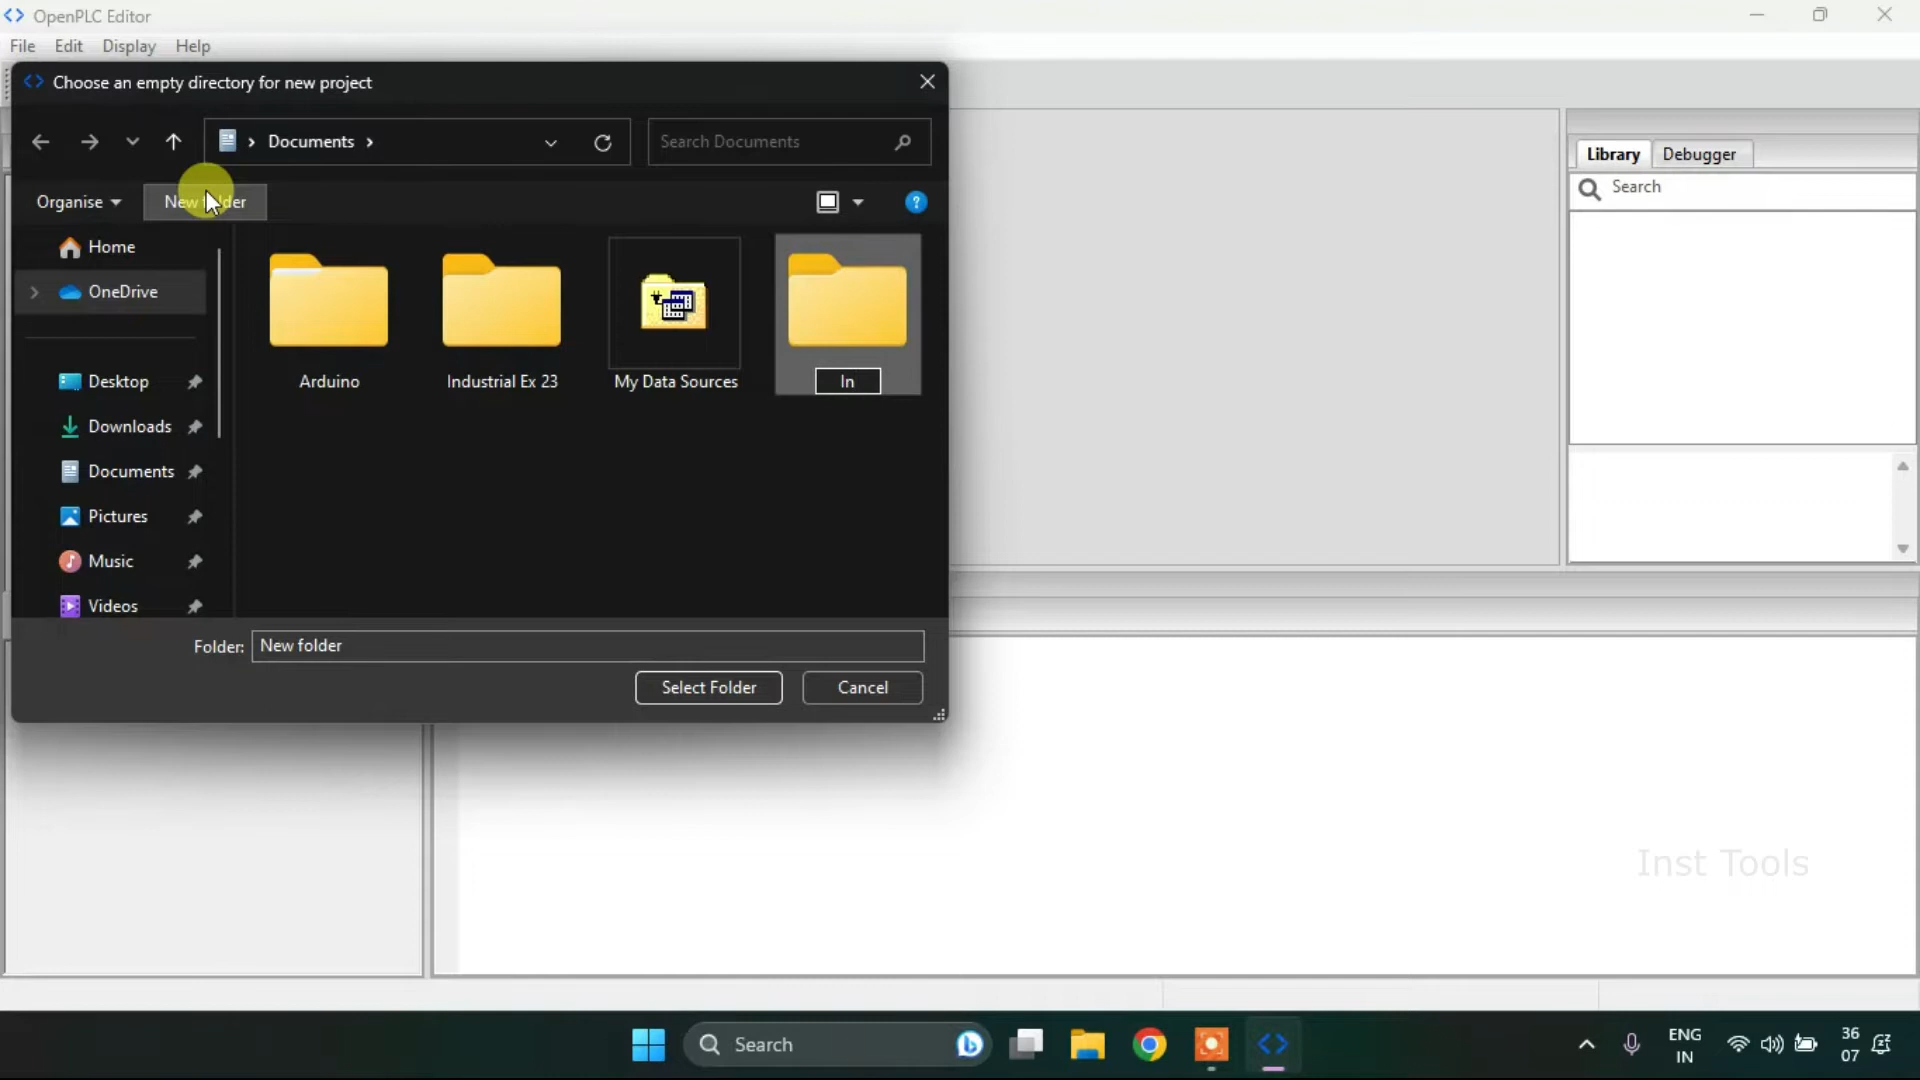 OpenPLC Editor
File Edit Display Help
Choose an empty directory for new project
Documents
Search Documents
Organise
New folder
Home
OneDrive
Desktop
Downloads
Documents
Pictures
Music
Videos
Arduino
Industrial Ex 23
My Data Sources
In
Folder: New folder
Select Folder
Cancel
Library
Debugger
Search
Inst Tools
Search
ENG
IN
36
07